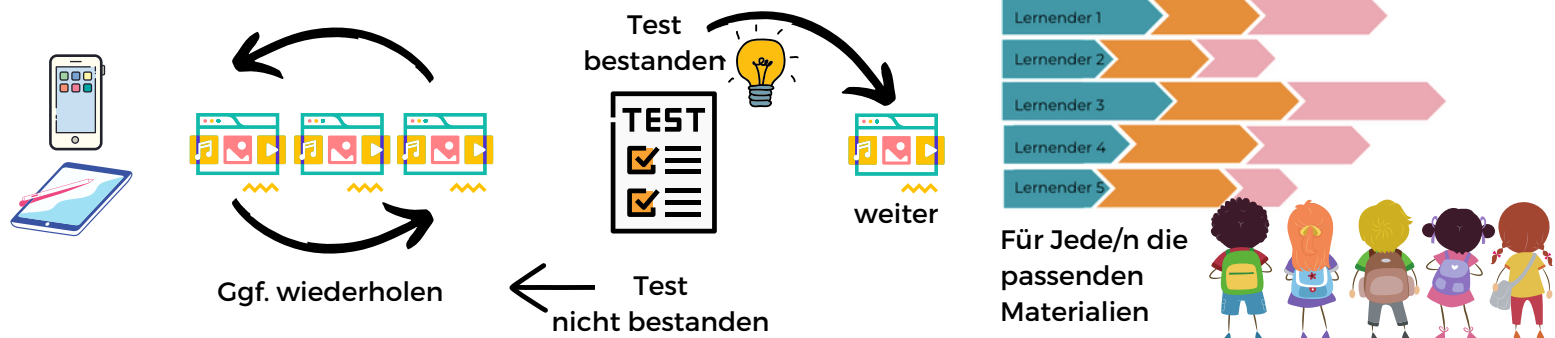 Test
bestanden
TEST
weiter
Ggf. wiederholen
Test
nicht bestanden
Lernender 1
Lernender 2
Lernender 3
Lernender 4
Lernender 5
Für Jede/n die
passenden
Materialien